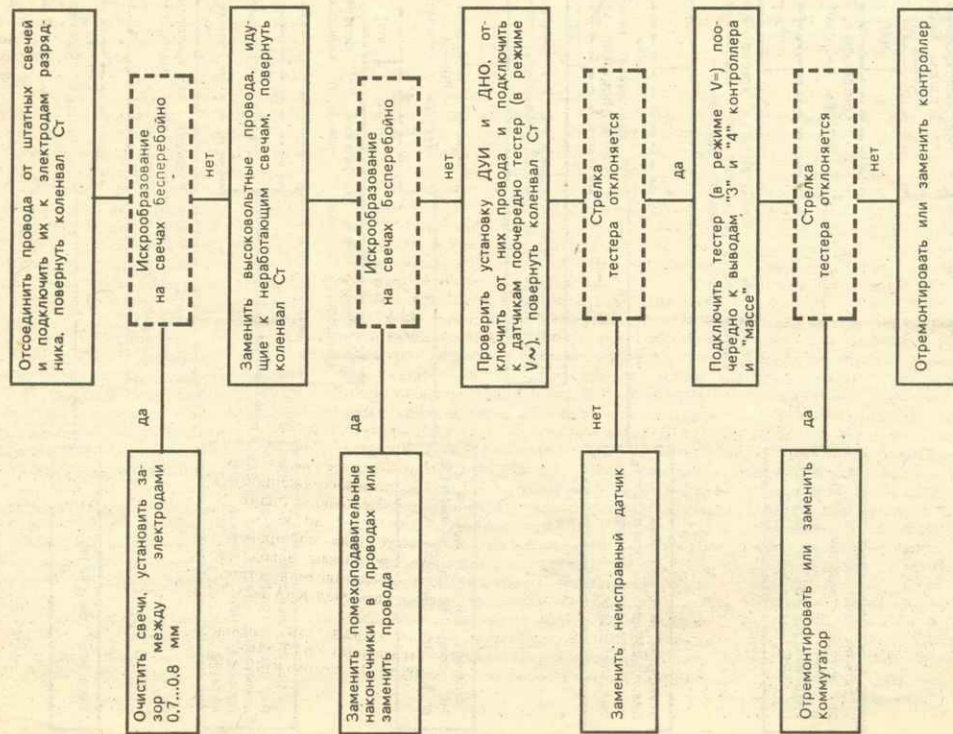 Отсоединить провода от штатных свечей
и подключить их к электродам разряд-
ника, повернуть коленвал Ст
Искрообразование
на свечах бесперебойно
да
Очистить свечи, установить за-
зор между электродами
0,7...0,8 мм
нет
Заменить высоковольтные провода, иду-
щие к неработающим свечам, повернуть
коленвал Ст
Искрообразование
на свечах бесперебойно
да
Заменить помехоподавительные
наконечники в проводах или
заменить провода
нет
Проверить установку ДУИ и ДНО, от-
ключить от них провода и подключить
к датчикам поочередно тестер (в режиме
V~), повернуть коленвал Ст
Стрелка
тестера отклоняется
нет
Заменить неисправный датчик
да
Подключить тестер (в режиме V=) поо-
чередно к выводам "3" и "4" контроллера
и "массе"
Стрелка
тестера отклоняется
да
Отремонтировать или заменить
коммутатор
нет
Отремонтировать или заменить контроллер